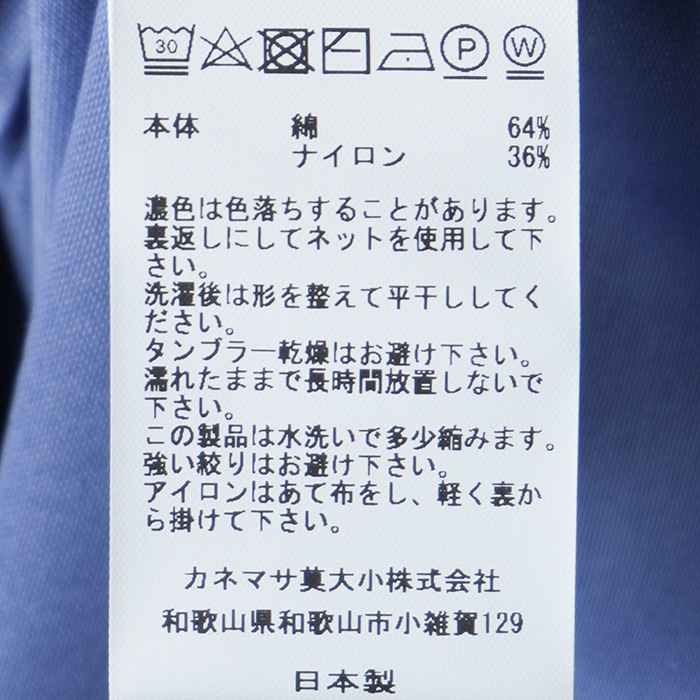 30 P W
本体 綿 64%
ナイロン 36%
濃色は色落ちすることがあります。
裏返しにしてネットを使用して下
さい。
洗濯後は形を整えて平干ししてく
ださい。
タンブラー乾燥はお避け下さい。
濡れたままで長時間放置しないで
下さい。
この製品は水洗いで多少縮みます。
強い絞りはお避け下さい。
アイロンはあて布をし、軽く裏か
ら掛けて下さい。
カネマサ莫大小株式会社
和歌山県和歌山市小雑賀129
日本製